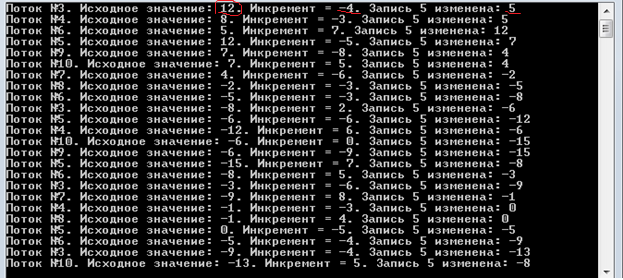 Поток №3. Исходное значение: 12. Инкремент = -4. Запись 5 изменена: 5
Поток №4. Исходное значение: 8. Инкремент = -3. Запись 5 изменена: 5
Поток №6. Исходное значение: 5. Инкремент = 7. Запись 5 изменена: 12
Поток №5. Исходное значение: 12. Инкремент = -5. Запись 5 изменена: 7
Поток №9. Исходное значение: 7. Инкремент = -8. Запись 5 изменена: 4
Поток №10. Исходное значение: 7. Инкремент = 5. Запись 5 изменена: 4
Поток №7. Исходное значение: 4. Инкремент = -6. Запись 5 изменена: -2
Поток №8. Исходное значение: -2. Инкремент = -3. Запись 5 изменена: -5
Поток №6. Исходное значение: -5. Инкремент = -3. Запись 5 изменена: -8
Поток №3. Исходное значение: -8. Инкремент = 2. Запись 5 изменена: -6
Поток №5. Исходное значение: -6. Инкремент = -6. Запись 5 изменена: -12
Поток №4. Исходное значение: -12. Инкремент = 6. Запись 5 изменена: -6
Поток №10. Исходное значение: -6. Инкремент = 0. Запись 5 изменена: -15
Поток №9. Исходное значение: -6. Инкремент = -9. Запись 5 изменена: -15
Поток №5. Исходное значение: -15. Инкремент = 7. Запись 5 изменена: -8
Поток №6. Исходное значение: -8. Инкремент = 5. Запись 5 изменена: -3
Поток №3. Исходное значение: -3. Инкремент = -6. Запись 5 изменена: -9
Поток №7. Исходное значение: -9. Инкремент = 8. Запись 5 изменена: -1
Поток №4. Исходное значение: -1. Инкремент = -3. Запись 5 изменена: 0
Поток №8. Исходное значение: -1. Инкремент = 4. Запись 5 изменена: 0
Поток №5. Исходное значение: 0. Инкремент = -5. Запись 5 изменена: -5
Поток №6. Исходное значение: -5. Инкремент = -4. Запись 5 изменена: -9
Поток №3. Исходное значение: -9. Инкремент = -4. Запись 5 изменена: -13
Поток №10. Исходное значение: -13. Инкремент = 5. Запись 5 изменена: -8